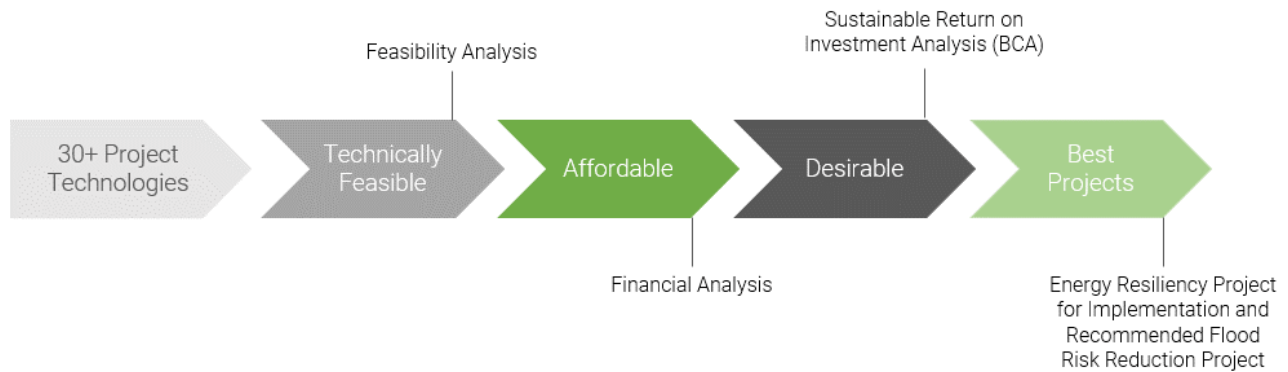 Sustainable Return on
Investment Analysis (BCA)
Feasibility Analysis
30+ Project
Technologies
Technically
Feasible
Affordable
Desirable
Best
Projects
Financial Analysis
Energy Resiliency Project
for Implementation and
Recommended Flood
Risk Reduction Project